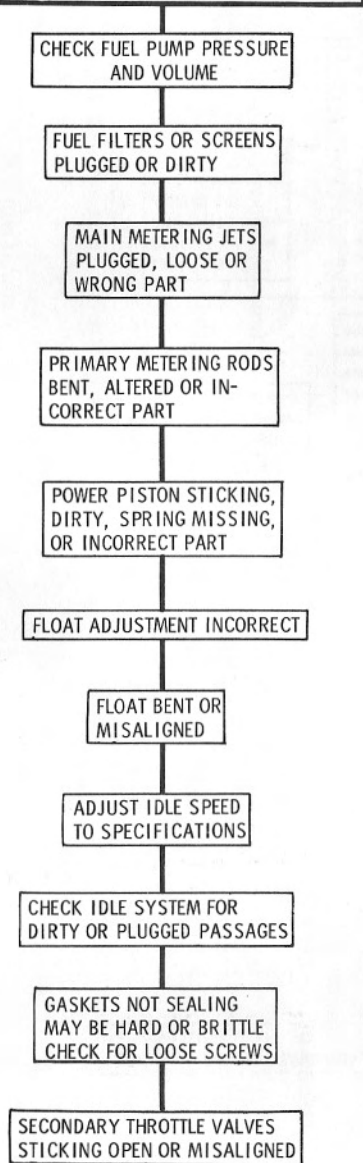 CHECK FUEL PUMP PRESSURE
AND VOLUME
FUEL FILTERS OR SCREENS
PLUGGED OR DIRTY
MAIN METERING JETS
PLUGGED, LOOSE OR
WRONG PART
PRIMARY METERING RODS
BENT, ALTERED OR IN-
CORRECT PART
POWER PISTON STICKING,
DIRTY, SPRING MISSING,
OR INCORRECT PART
FLOAT ADJUSTMENT INCORRECT
FLOAT BENT OR
MISALIGNED
ADJUST IDLE SPEED
TO SPECIFICATIONS
CHECK IDLE SYSTEM FOR
DIRTY OR PLUGGED PASSAGES
GASKETS NOT SEALING
MAY BE HARD OR BRITTLE
CHECK FOR LOOSE SCREWS
SECONDARY THROTTLE VALVES
STICKING OPEN OR MISALIGNED